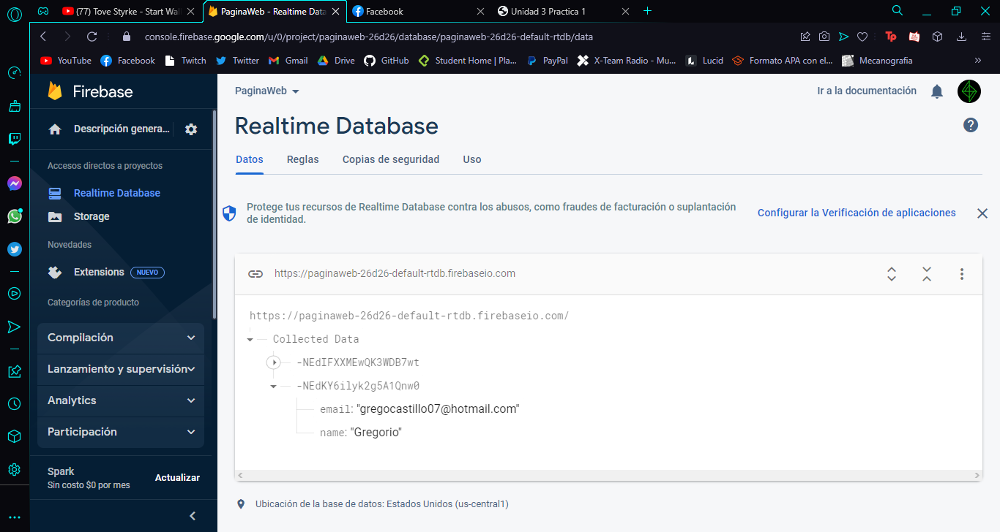 (77) Tove Styrke - Start Wal
PaginaWeb - Realtime Data
Facebook
Unidad 3 Practica 1
console.firebase.google.com/u/0/project/paginaweb-26d26/database/paginaweb-26d26-default-rtdb/data
YouTube
Facebook
Twitch
Twitter
Gmail
Drive
GitHub
Student Home | Pla...
PayPal
X-Team Radio - Mu...
Lucid
Formato APA con el...
Mecanografia
Firebase
Descripción genera...
Accesos directos a proyectos
Realtime Database
Storage
Novedades
Extensions
NUEVO
Categorías de producto
Compilación
Lanzamiento y supervisión
Analytics
Participación
Spark
Sin costo $0 por mes
Actualizar
PaginaWeb
Ir a la documentación
Realtime Database
Datos
Reglas
Copias de seguridad
Uso
Protege tus recursos de Realtime Database contra los abusos, como fraudes de facturación o suplantación
de identidad.
Configurar la Verificación de aplicaciones
https://paginaweb-26d26-default-rtdb.firebaseio.com
https://paginaweb-26d26-default-rtdb.firebaseio.com/
Collected Data
-NEdIFXXMEwQK3WDB7wt
-NEdKY6ilyk2g5A1Qnw0
email: "gregocastillo07@hotmail.com"
name: "Gregorio"
Ubicación de la base de datos: Estados Unidos (us-central1)